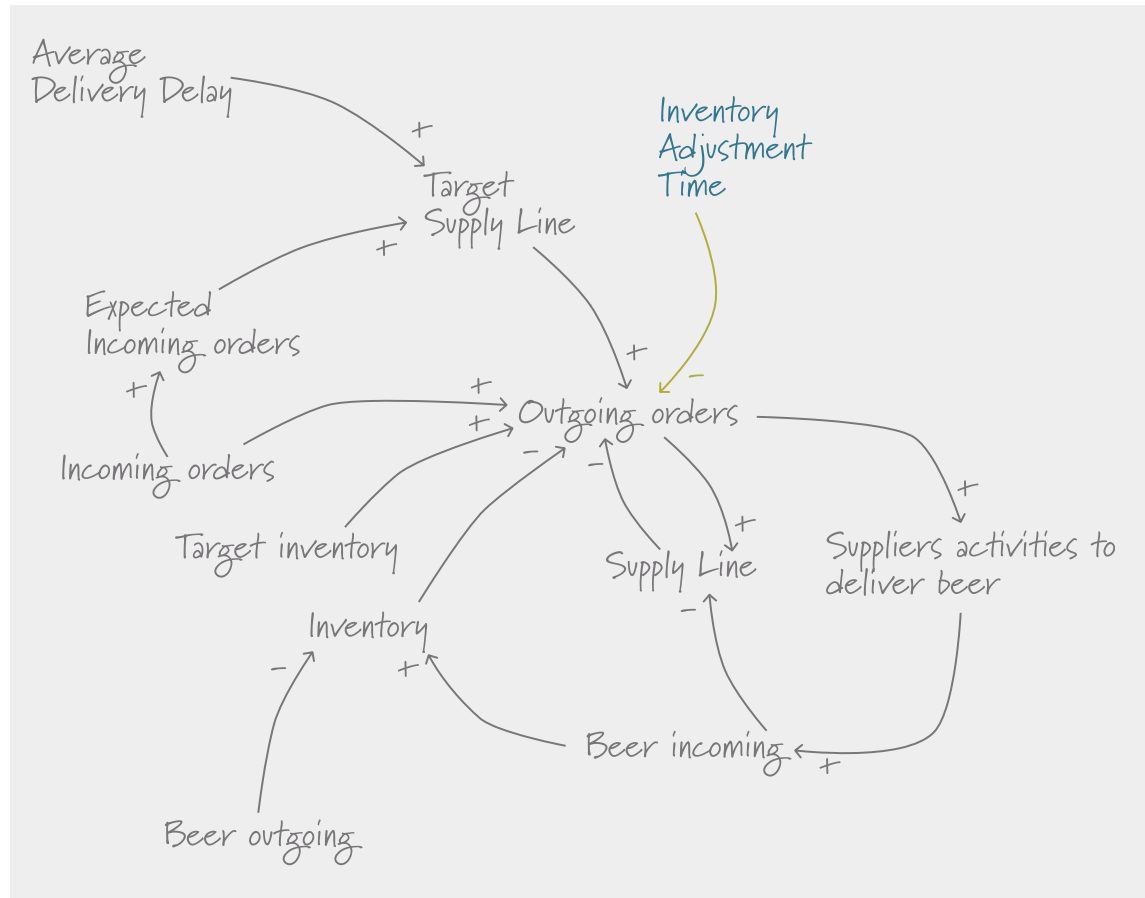 Average
Delivery Delay
+
Inventory
Adjustment
Time
Target
Supply Line
+
Expected
Incoming orders
+
+
−
+
Outgoing orders
+
−
−
Incoming orders
+
+
Target inventory
Supply Line
Suppliers activities to
deliver beer
−
Inventory
−
+
Beer incoming
+
Beer outgoing